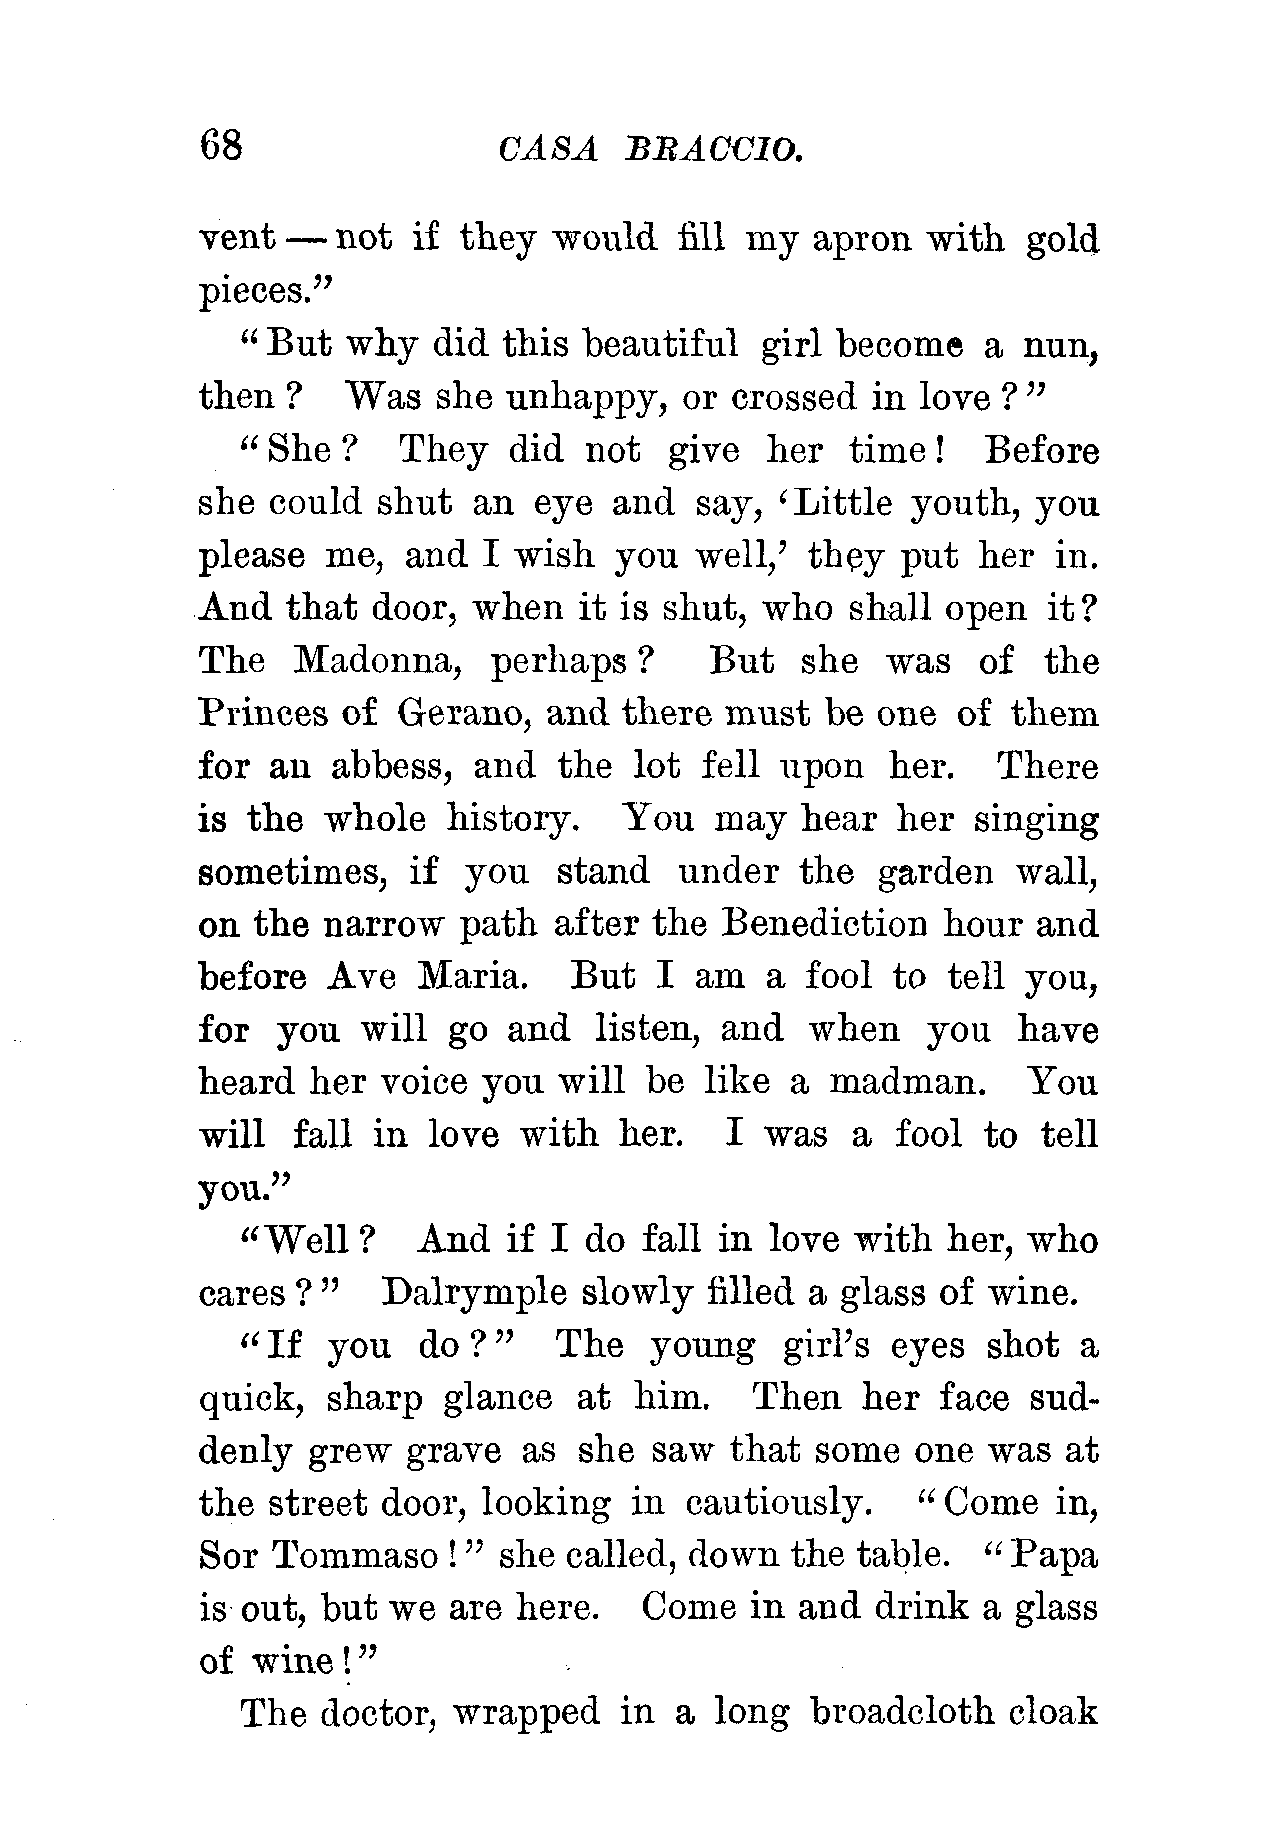 68 CASA BRACCIO.
vent — not if they would fill my apron with gold
pieces."
"But why did this beautiful girl become a nun,
then? Was she unhappy, or crossed in love?"
"She? They did not give her time! Before
she could shut an eye and say, 'Little youth, you
please me, and I wish you well,' they put her in.
And that door, when it is shut, who shall open it?
The Madonna, perhaps? But she was of the
Princes of Gerano, and there must be one of them
for an abbess, and the lot fell upon her. There
is the whole history. You may hear her singing
sometimes, if you stand under the garden wall,
on the narrow path after the Benediction hour and
before Ave Maria. But I am a fool to tell you,
for you will go and listen, and when you have
heard her voice you will be like a madman. You
will fall in love with her. I was a fool to tell
you."
"Well? And if I do fall in love with her, who
cares?" Dalrymple slowly filled a glass of wine.
"If you do?" The young girl's eyes shot a
quick, sharp glance at him. Then her face sud-
denly grew grave as she saw that some one was at
the street door, looking in cautiously. "Come in,
Sor Tommaso!" she called, down the table. "Papa
is out, but we are here. Come in and drink a glass
of wine!"
The doctor, wrapped in a long broadcloth cloak